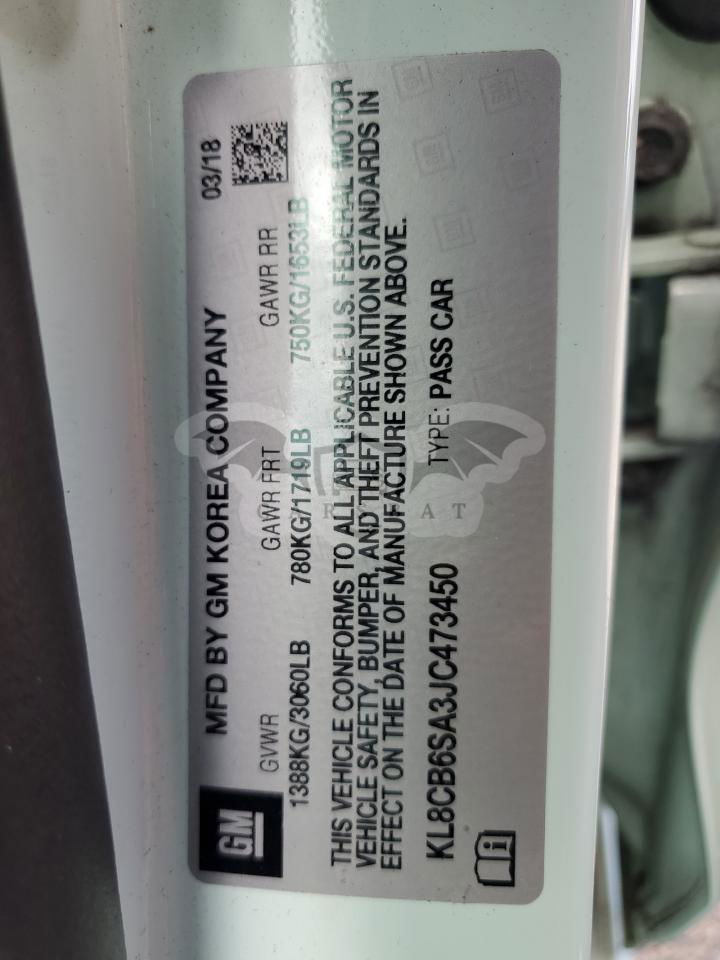 MFD BY GM KOREA COMPANY 03/18
GM
GVWR GAWR FRT GAWR RR
1388KG/3060LB 780KG/1719LB 750KG/1653LB
THIS VEHICLE CONFORMS TO ALL APPLICABLE U.S. FEDERAL MOTOR
VEHICLE SAFETY, BUMPER, AND THEFT PREVENTION STANDARDS IN
EFFECT ON THE DATE OF MANUFACTURE SHOWN ABOVE.
KL8CB6SA3JC473450 TYPE: PASS CAR